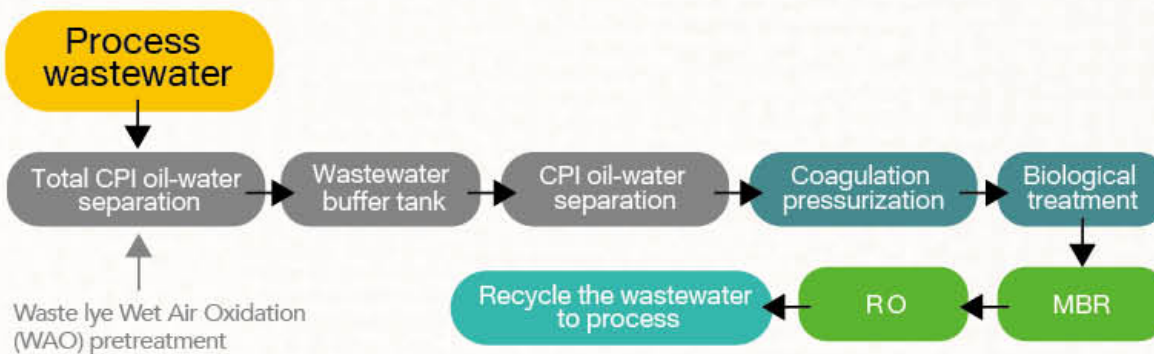 Process
wastewater
Total CPI oil-water
separation
Wastewater
buffer tank
CPI oil-water
separation
Coagulation
pressurization
Biological
treatment
Waste lye Wet Air Oxidation
(WAO) pretreatment
Recycle the wastewater
to process
RO
MBR